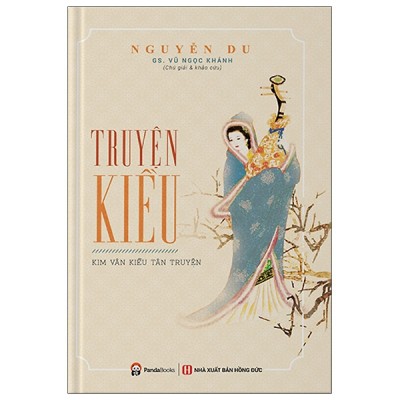 NGUYỄN DU
GS. VŨ NGỌC KHÁNH
(Chú giải & khảo cứu)
TRUYỆN
KIỀU
KIM VÂN KIỀU TÂN TRUYỆN
PandaBooks
NHÀ XUẤT BẢN HỒNG ĐỨC